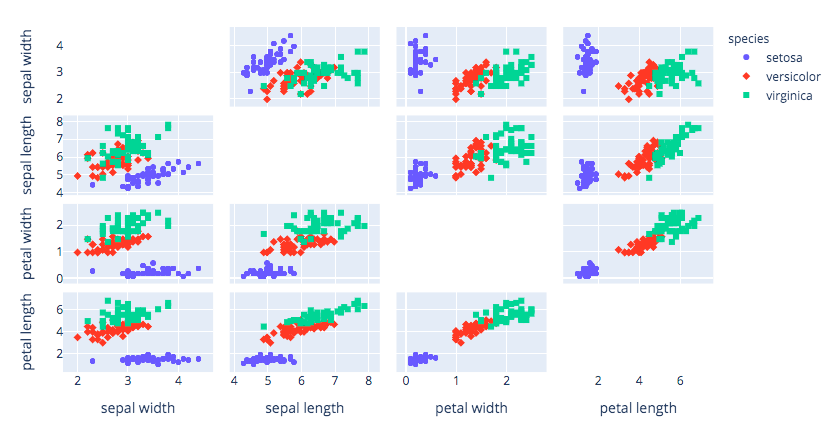 species
setosa
versicolor
virginica
sepal width
4
3
2
sepal length
8
7
6
5
4
petal width
2
1
0
petal length
6
4
2
2 3 4 4 5 6 7 8 0 1 2 2 4 6
sepal width sepal length petal width petal length